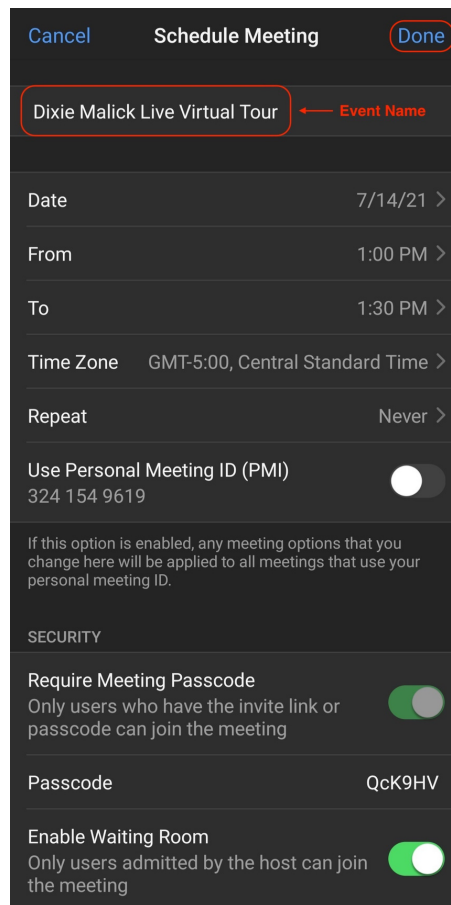 Cancel Schedule Meeting Done
Dixie Malick Live Virtual Tour Event Name
Date 7/14/21
From 1:00 PM
To 1:30 PM
Time Zone GMT-5:00, Central Standard Time
Repeat Never
Use Personal Meeting ID (PMI)
324 154 9619
If this option is enabled, any meeting options that you
change here will be applied to all meetings that use your
personal meeting ID.
SECURITY
Require Meeting Passcode
Only users who have the invite link or
passcode can join the meeting
Passcode QcK9HV
Enable Waiting Room
Only users admitted by the host can join
the meeting